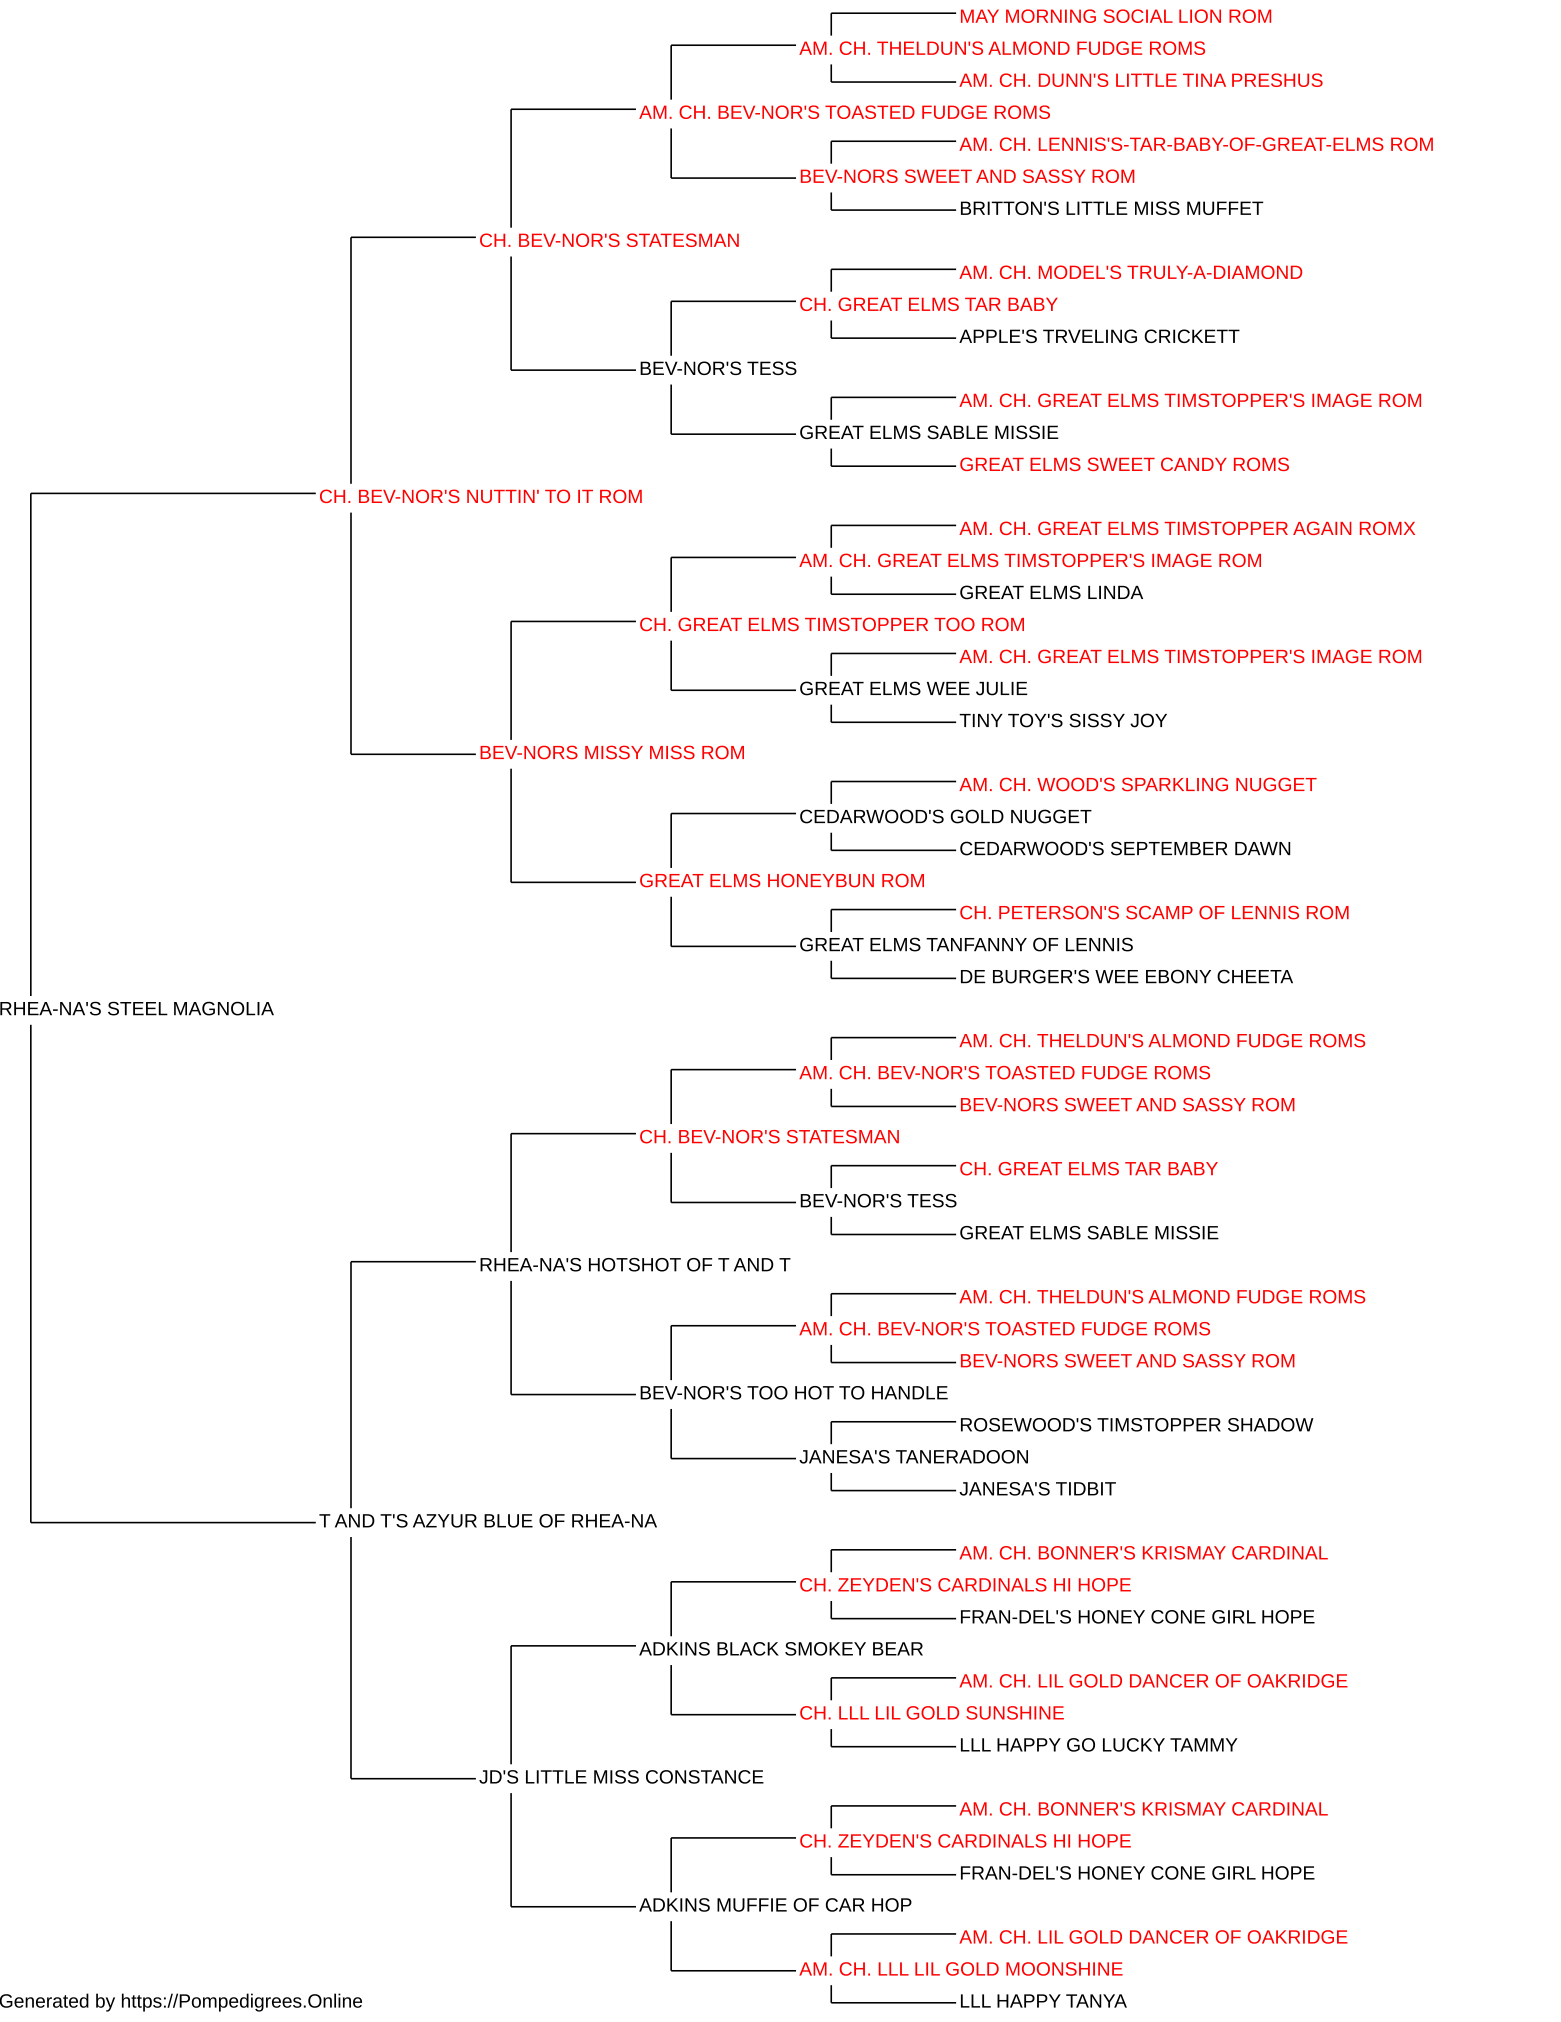 MAY MORNING SOCIAL LION ROM
AM. CH. THELDUN'S ALMOND FUDGE ROMS
AM. CH. DUNN'S LITTLE TINA PRESHUS
AM. CH. BEV-NOR'S TOASTED FUDGE ROMS
AM. CH. LENNIS'S-TAR-BABY-OF-GREAT-ELMS ROM
BEV-NORS SWEET AND SASSY ROM
BRITTON'S LITTLE MISS MUFFET
CH. BEV-NOR'S STATESMAN
AM. CH. MODEL'S TRULY-A-DIAMOND
CH. GREAT ELMS TAR BABY
APPLE'S TRVELING CRICKETT
BEV-NOR'S TESS
AM. CH. GREAT ELMS TIMSTOPPER'S IMAGE ROM
GREAT ELMS SABLE MISSIE
GREAT ELMS SWEET CANDY ROMS
CH. BEV-NOR'S NUTTIN' TO IT ROM
AM. CH. GREAT ELMS TIMSTOPPER AGAIN ROMX
AM. CH. GREAT ELMS TIMSTOPPER'S IMAGE ROM
GREAT ELMS LINDA
CH. GREAT ELMS TIMSTOPPER TOO ROM
AM. CH. GREAT ELMS TIMSTOPPER'S IMAGE ROM
GREAT ELMS WEE JULIE
TINY TOY'S SISSY JOY
BEV-NORS MISSY MISS ROM
AM. CH. WOOD'S SPARKLING NUGGET
CEDARWOOD'S GOLD NUGGET
CEDARWOOD'S SEPTEMBER DAWN
GREAT ELMS HONEYBUN ROM
CH. PETERSON'S SCAMP OF LENNIS ROM
GREAT ELMS TANFANNY OF LENNIS
DE BURGER'S WEE EBONY CHEETA
RHEA-NA'S STEEL MAGNOLIA
AM. CH. THELDUN'S ALMOND FUDGE ROMS
AM. CH. BEV-NOR'S TOASTED FUDGE ROMS
BEV-NORS SWEET AND SASSY ROM
CH. BEV-NOR'S STATESMAN
CH. GREAT ELMS TAR BABY
BEV-NOR'S TESS
GREAT ELMS SABLE MISSIE
RHEA-NA'S HOTSHOT OF T AND T
AM. CH. THELDUN'S ALMOND FUDGE ROMS
AM. CH. BEV-NOR'S TOASTED FUDGE ROMS
BEV-NORS SWEET AND SASSY ROM
BEV-NOR'S TOO HOT TO HANDLE
ROSEWOOD'S TIMSTOPPER SHADOW
JANESA'S TANERADOON
JANESA'S TIDBIT
T AND T'S AZYUR BLUE OF RHEA-NA
AM. CH. BONNER'S KRISMAY CARDINAL
CH. ZEYDEN'S CARDINALS HI HOPE
FRAN-DEL'S HONEY CONE GIRL HOPE
ADKINS BLACK SMOKEY BEAR
AM. CH. LIL GOLD DANCER OF OAKRIDGE
CH. LLL LIL GOLD SUNSHINE
LLL HAPPY GO LUCKY TAMMY
JD'S LITTLE MISS CONSTANCE
AM. CH. BONNER'S KRISMAY CARDINAL
CH. ZEYDEN'S CARDINALS HI HOPE
FRAN-DEL'S HONEY CONE GIRL HOPE
ADKINS MUFFIE OF CAR HOP
AM. CH. LIL GOLD DANCER OF OAKRIDGE
AM. CH. LLL LIL GOLD MOONSHINE
LLL HAPPY TANYA
Generated by https://Pompedigrees.Online